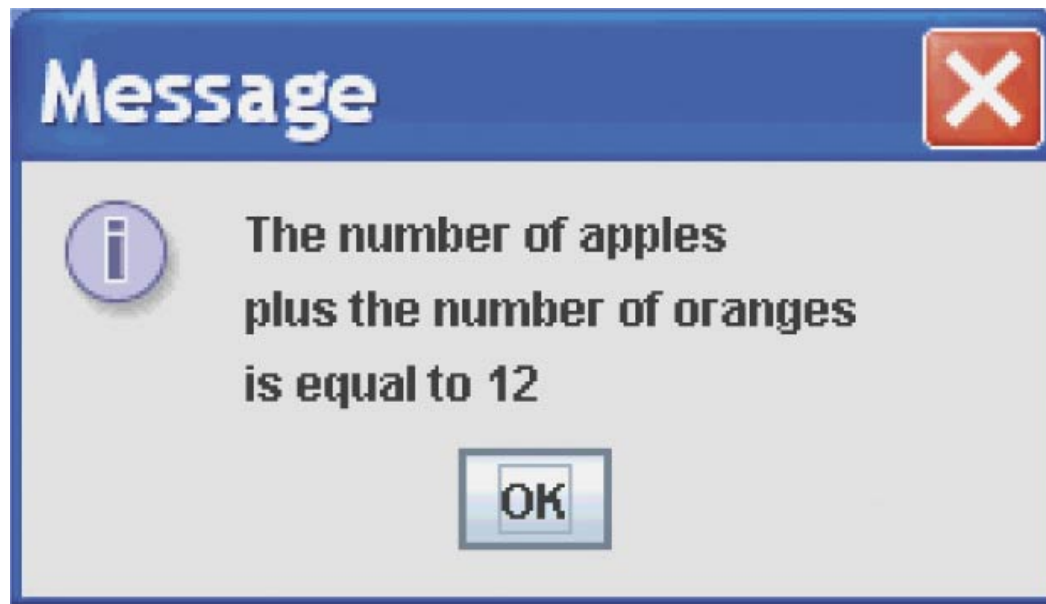 Message
The number of apples
plus the number of oranges
is equal to 12
OK